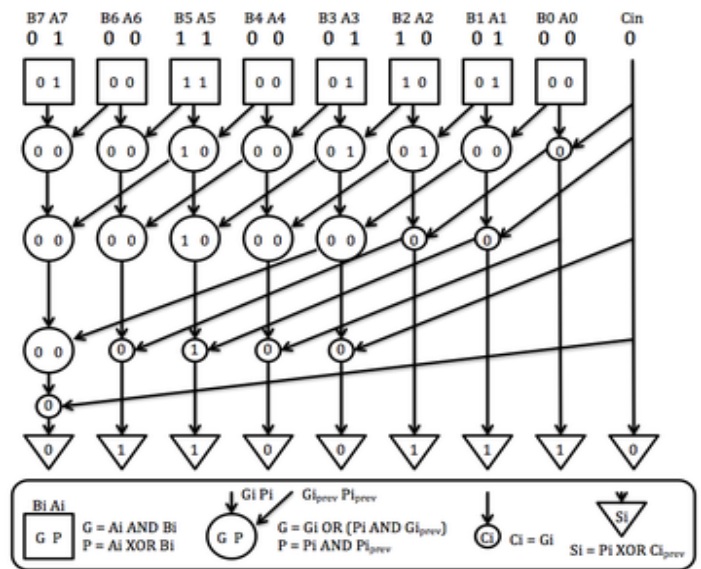 B7 A7 B6 A6 B5 A5 B4 A4 B3 A3 B2 A2 B1 A1 B0 A0 Cin
0 1 0 0 1 1 0 0 0 1 1 0 0 1 0 0 0
0 1 0 0 1 1 0 0 0 1 1 0 0 1 0 0
0 0 0 0 1 0 0 0 0 1 0 1 0 0 0
0 0 0 0 1 0 0 0 0 0 0 0
0 0 0 1 0 0
0
0 1 1 0 0 1 1 1 0
Bi Ai
G P
G = Ai AND Bi
P = Ai XOR Bi
Gi Pi Giprev Piprev
G P
G = Gi OR (Pi AND Giprev)
P = Pi AND Piprev
Ci Ci = Gi
Si
Si = Pi XOR Ciprev